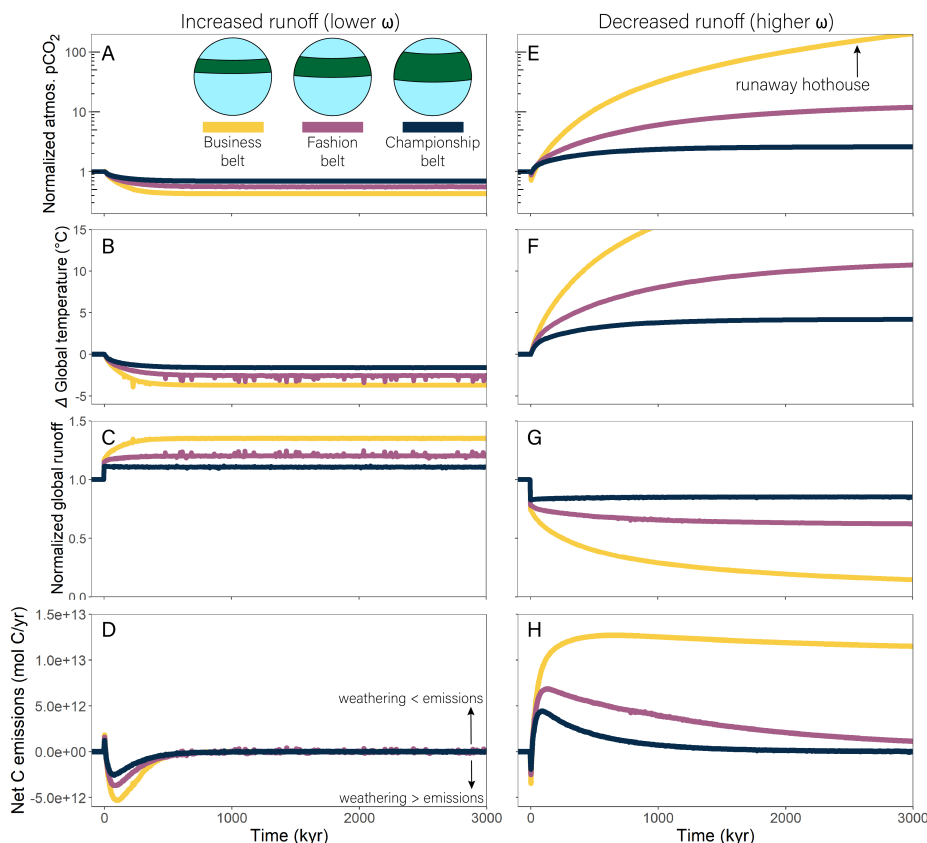 Increased runoff (lower ω)
Decreased runoff (higher ω)
A
Business belt
Fashion belt
Championship belt
Normalized atmos. pCO2
100
10
1
E
runaway hothouse
B
Δ Global temperature (°C)
15
10
5
0
-5
F
C
Normalized global runoff
1.5
1.0
0.5
0.0
G
D
Net C emissions (mol C/yr)
1.5e+13
1.0e+13
5.0e+12
0.0e+00
-5.0e+12
weathering < emissions
weathering > emissions
H
0
1000
2000
3000
Time (kyr)
0
1000
2000
3000
Time (kyr)